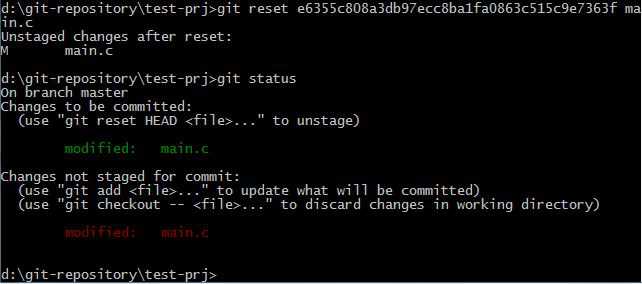 d:\git-repository\test-prj>git reset e6355c808a3db97ecc8ba1fa0863c515c9e7363f ma
in.c
Unstaged changes after reset:
M       main.c
d:\git-repository\test-prj>git status
On branch master
Changes to be committed:
  (use "git reset HEAD <file>..." to unstage)
        modified:   main.c
Changes not staged for commit:
  (use "git add <file>..." to update what will be committed)
  (use "git checkout -- <file>..." to discard changes in working directory)
        modified:   main.c
d:\git-repository\test-prj>